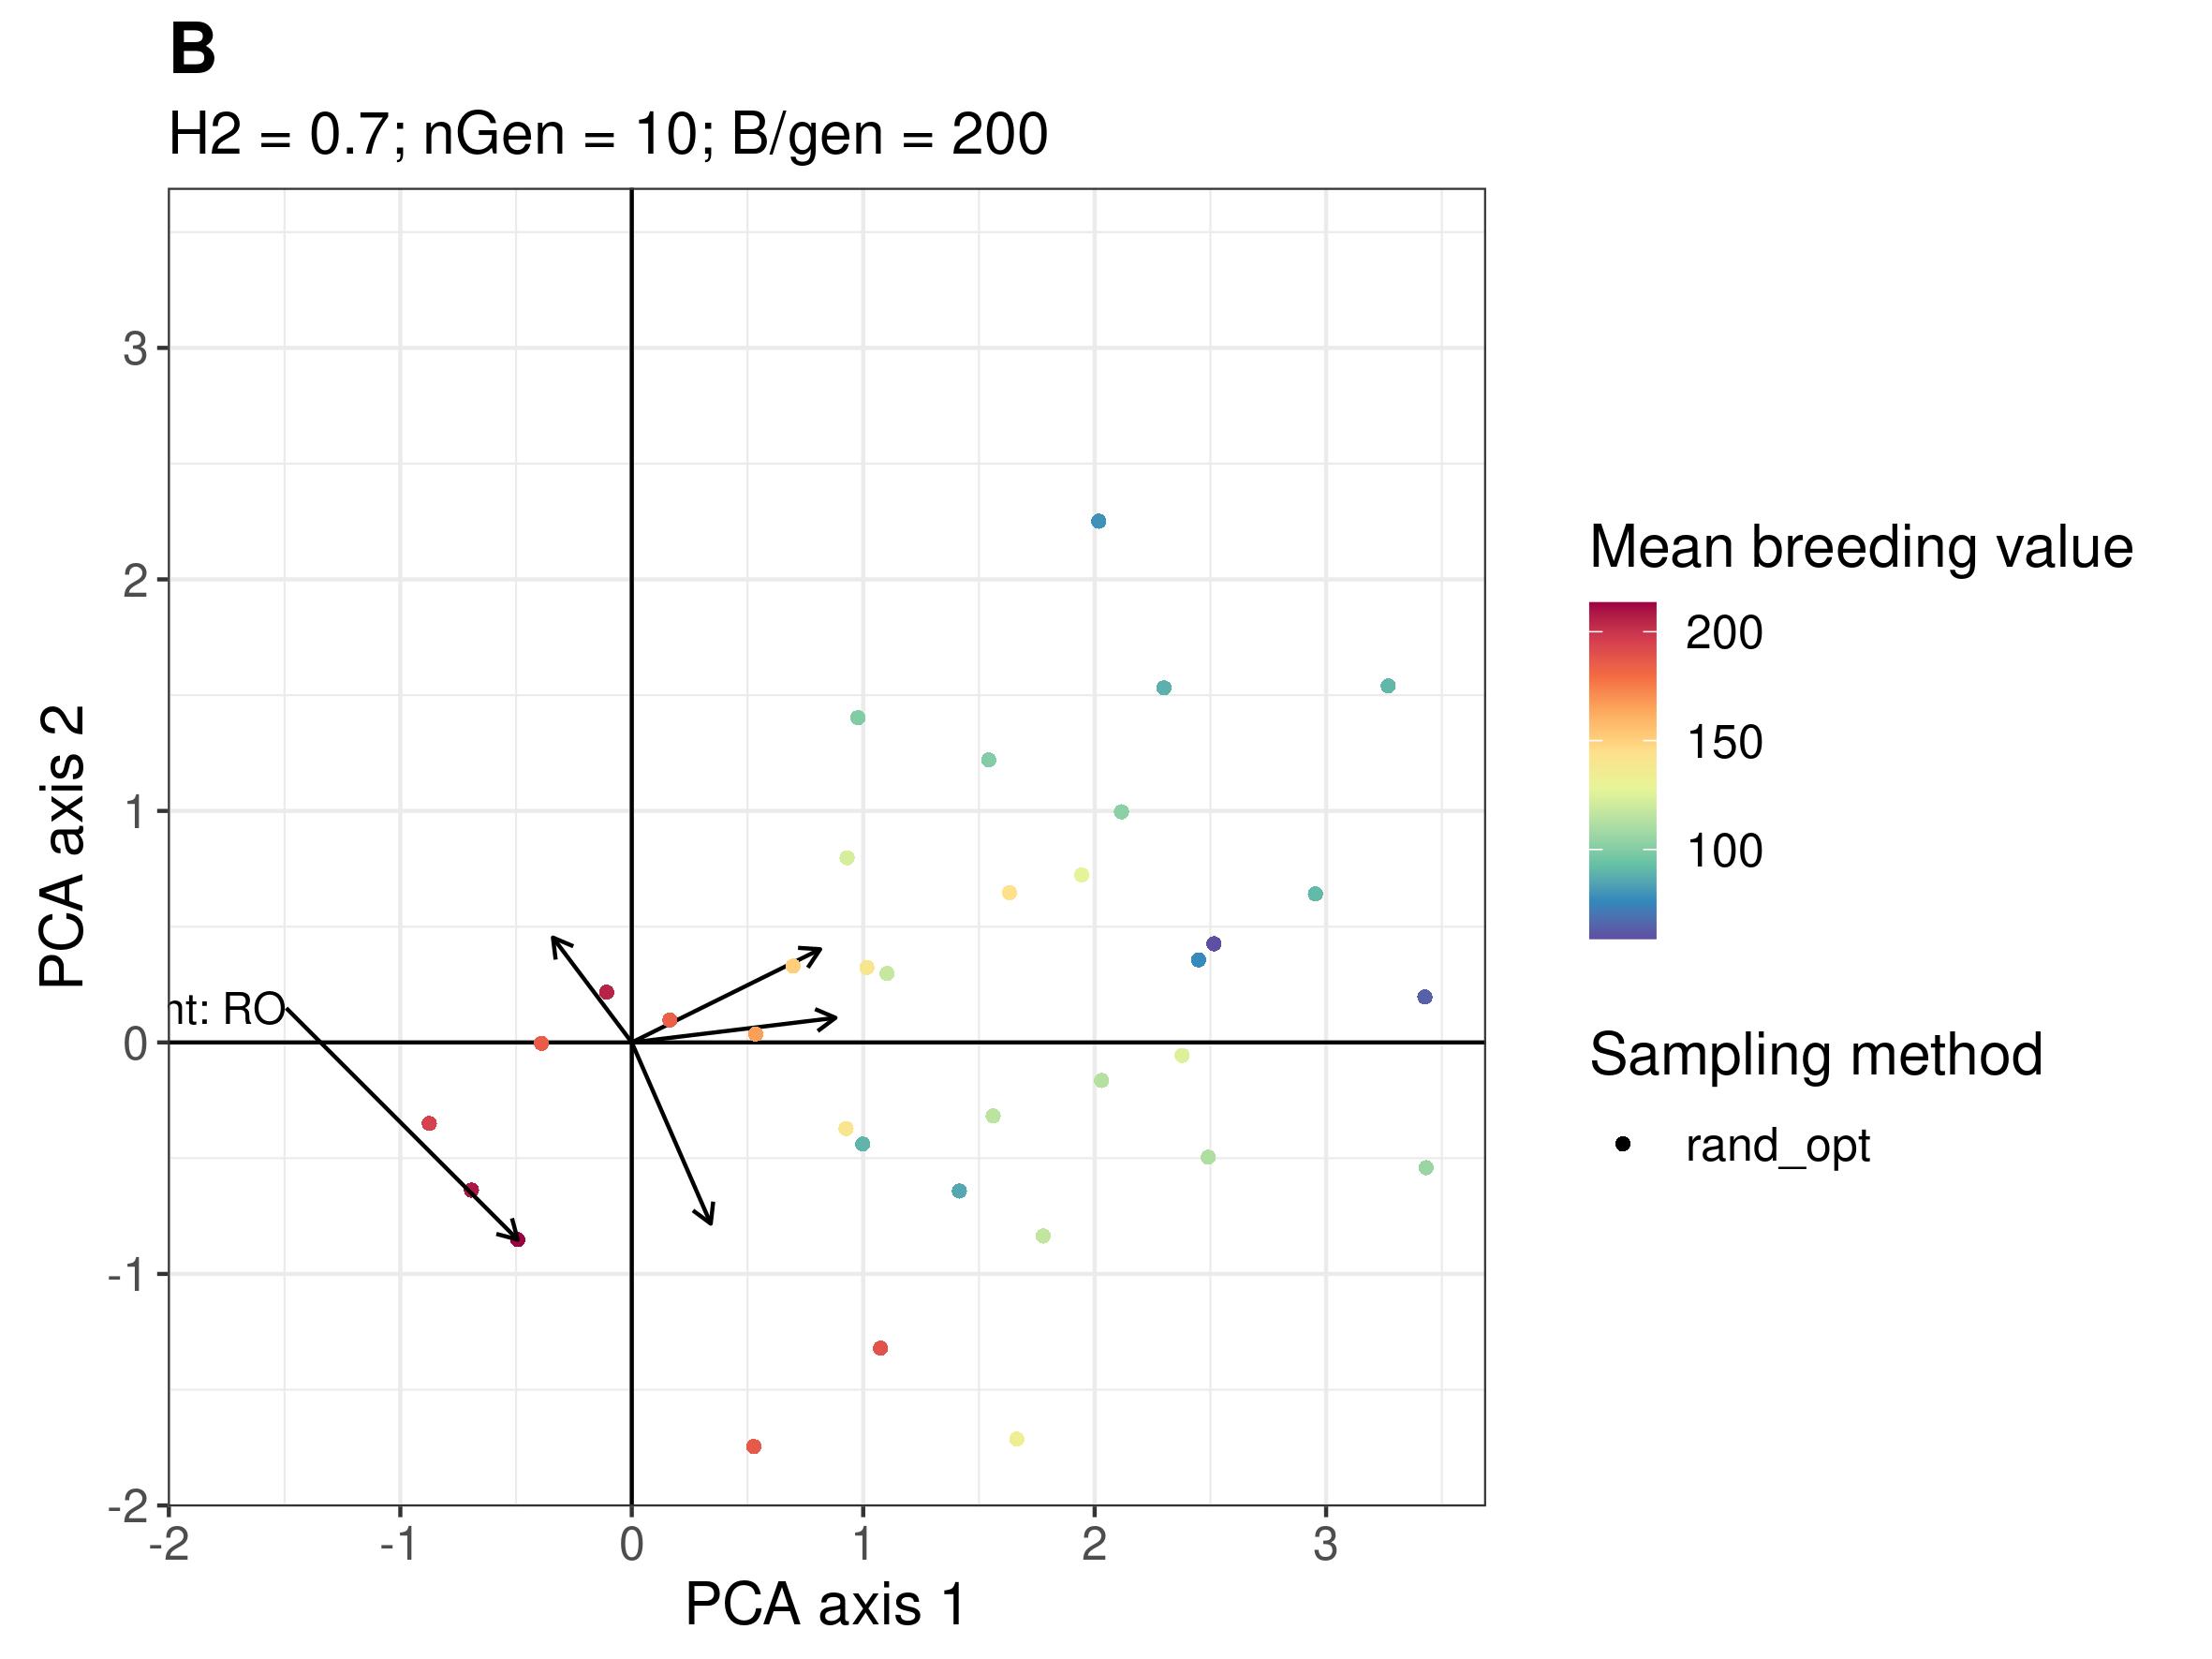 B
H2 = 0.7; nGen = 10; B/gen = 200
PCA axis 2
3
2
1
0
-1
-2
nt: RO
-2 -1 0 1 2 3
PCA axis 1
Mean breeding value
200
150
100
Sampling method
rand_opt